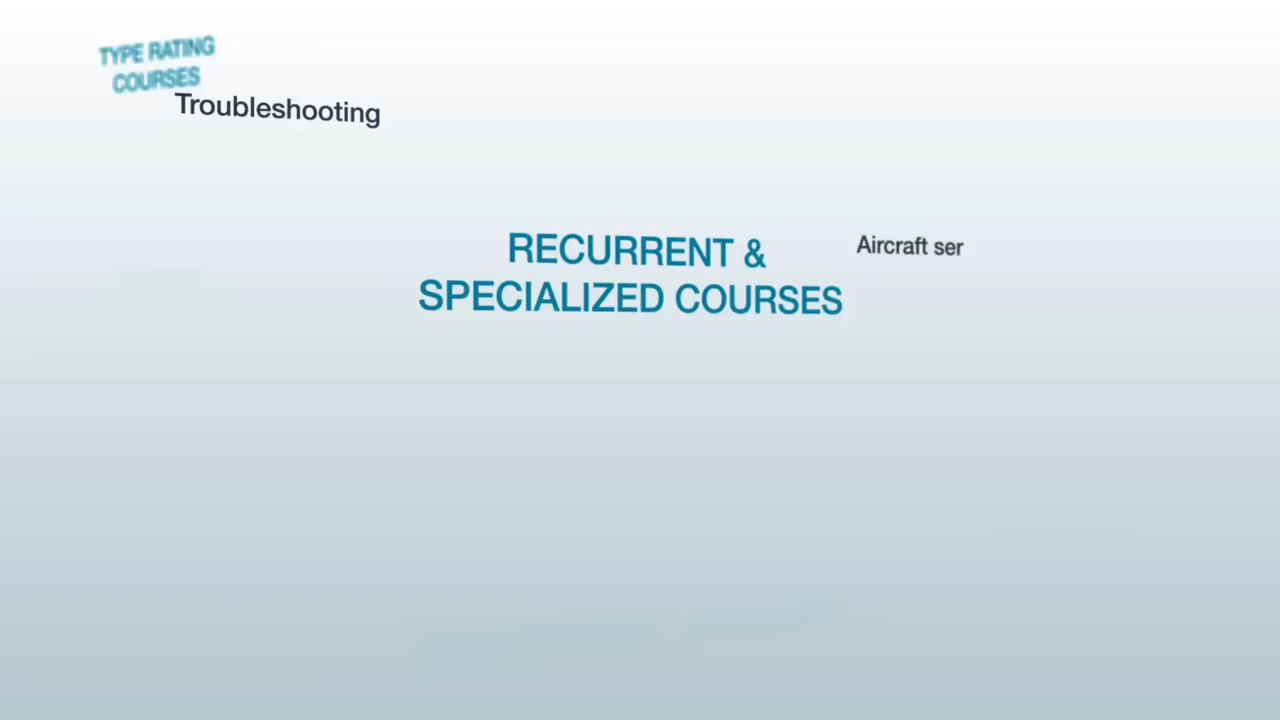 TYPE RATING
COURSES
Troubleshooting
RECURRENT &
SPECIALIZED COURSES
Aircraft ser